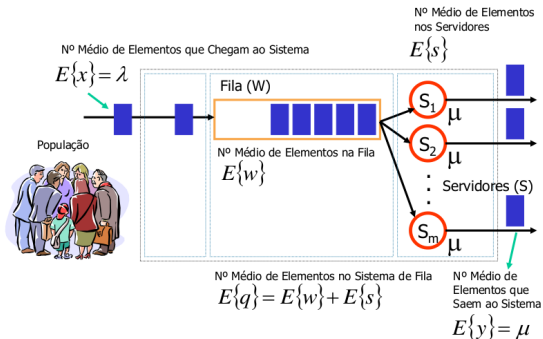 Nº Médio de Elementos que Chegam ao Sistema
E{x} = λ
População
Fila (W)
Nº Médio de Elementos na Fila
E{w}
Nº Médio de Elementos
nos Servidores
E{s}
S1
μ
S2
μ
Servidores (S)
Sm
μ
Nº Médio de Elementos no Sistema de Fila
E{q} = E{w} + E{s}
Nº Médio de
Elementos que
Saem ao Sistema
E{y} = μ